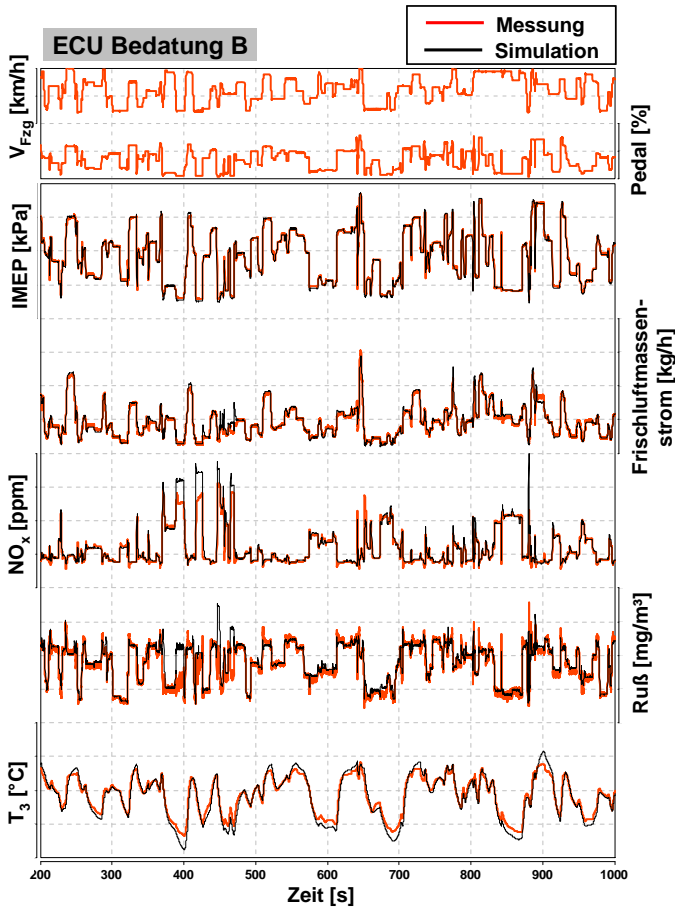 ECU Bedatung B
Messung
Simulation
V_Fzg [km/h]
Pedal [%]
IMEP [kPa]
Frischluftmassen-
strom [kg/h]
NO_x [ppm]
Ruß [mg/m³]
T_3 [°C]
200 300 400 500 600 700 800 900 1000
Zeit [s]